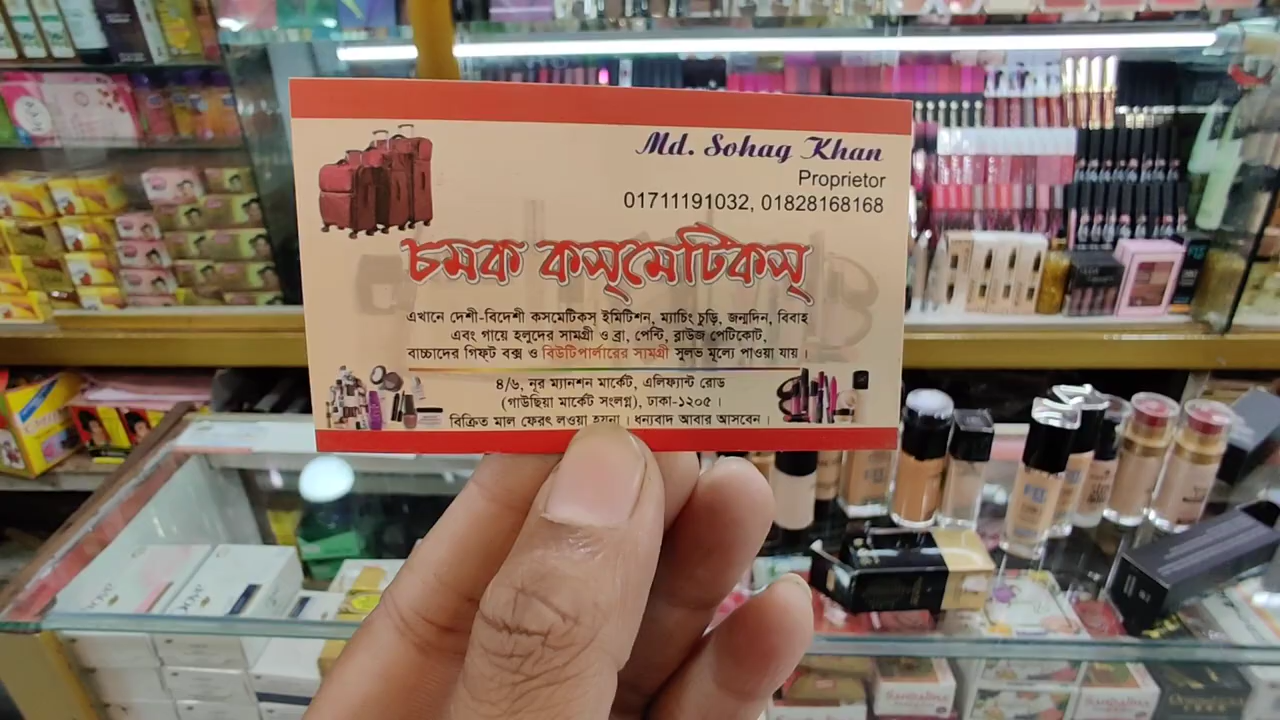 Md. Sohag Khan
Proprietor
01711191032, 01828168168
চমক কস্‌মেটিকস্
এখানে দেশী-বিদেশী কসমেটিকস্ ইমিটিশন, ম্যাচিং চুড়ি, জন্মদিন, বিবাহ
এবং গায়ে হলুদের সামগ্রী ও ব্রা, পেন্টি, ব্লাউজ পেটিকোট,
বাচ্চাদের গিফ্‌ট বক্স ও বিউটিপার্লারের সামগ্রী সুলভ মূল্যে পাওয়া যায়।
৪/৬, নূর ম্যানশন মার্কেট, এলিফ্যান্ট রোড
(গাউছিয়া মার্কেট সংলগ্ন), ঢাকা-১২০৫।
বিক্রিত মাল ফেরৎ লওয়া হয়না। ধন্যবাদ আবার আসবেন।